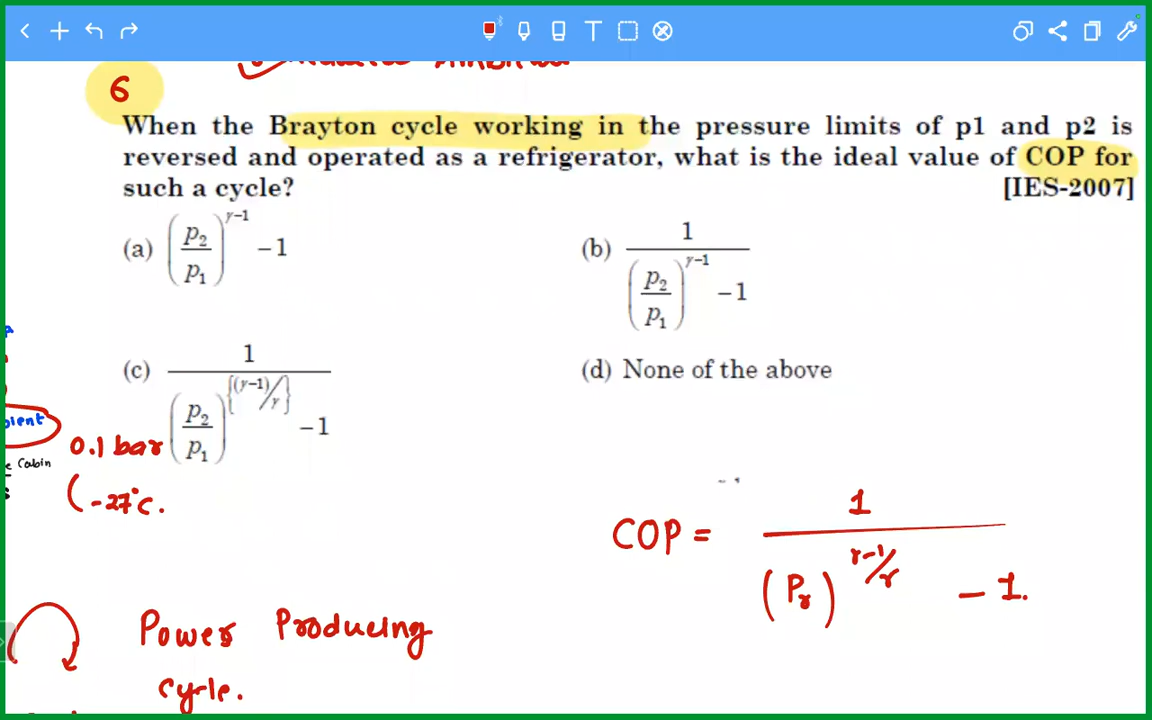 6
When the Brayton cycle working in the pressure limits of p1 and p2 is
reversed and operated as a refrigerator, what is the ideal value of COP for
such a cycle? [IES-2007]
(a) (p₂/p₁)^(γ−1) − 1
(b) 1/((p₂/p₁)^(γ−1) − 1)
(c) 1/((p₂/p₁)^{(γ−1)/γ} − 1)
(d) None of the above
Cabin
0.1 bar
(-27°C.
COP = 1/((Pr)^(r-1/r) - 1.)
Power Producing
cycle.